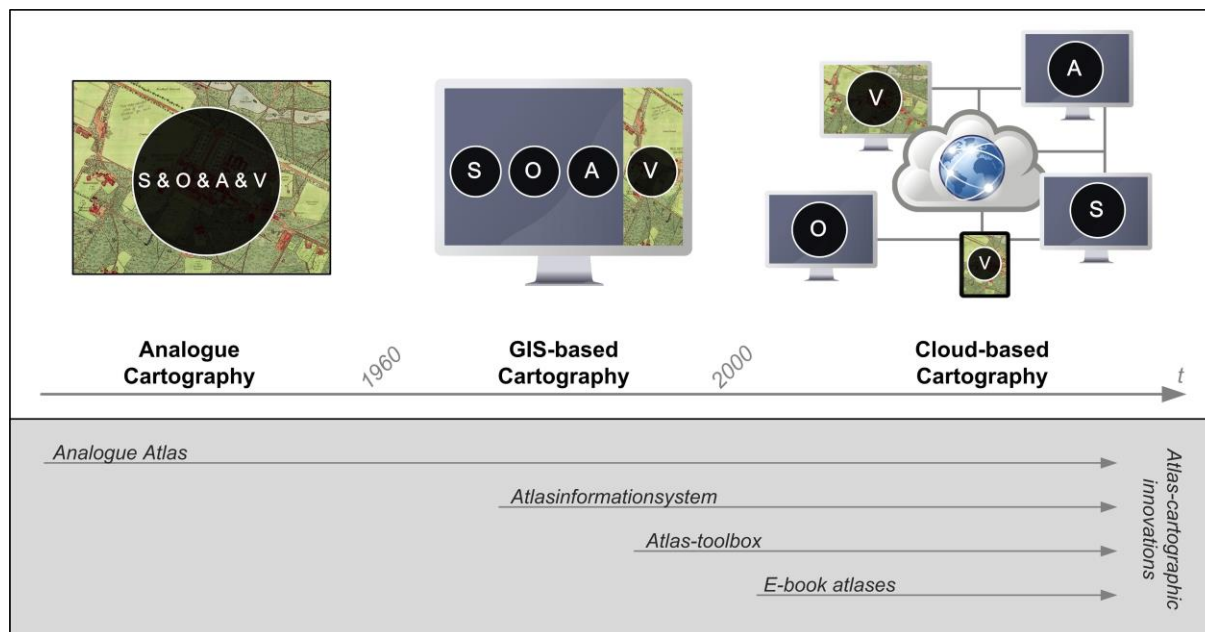 S & O & A & V
S O A V
V
A
O
S
V
Analogue
Cartography
1960
GIS-based
Cartography
2000
Cloud-based
Cartography
t
Analogue Atlas
Atlasinformationsystem
Atlas-toolbox
E-book atlases
Atlas-cartographic
innovations